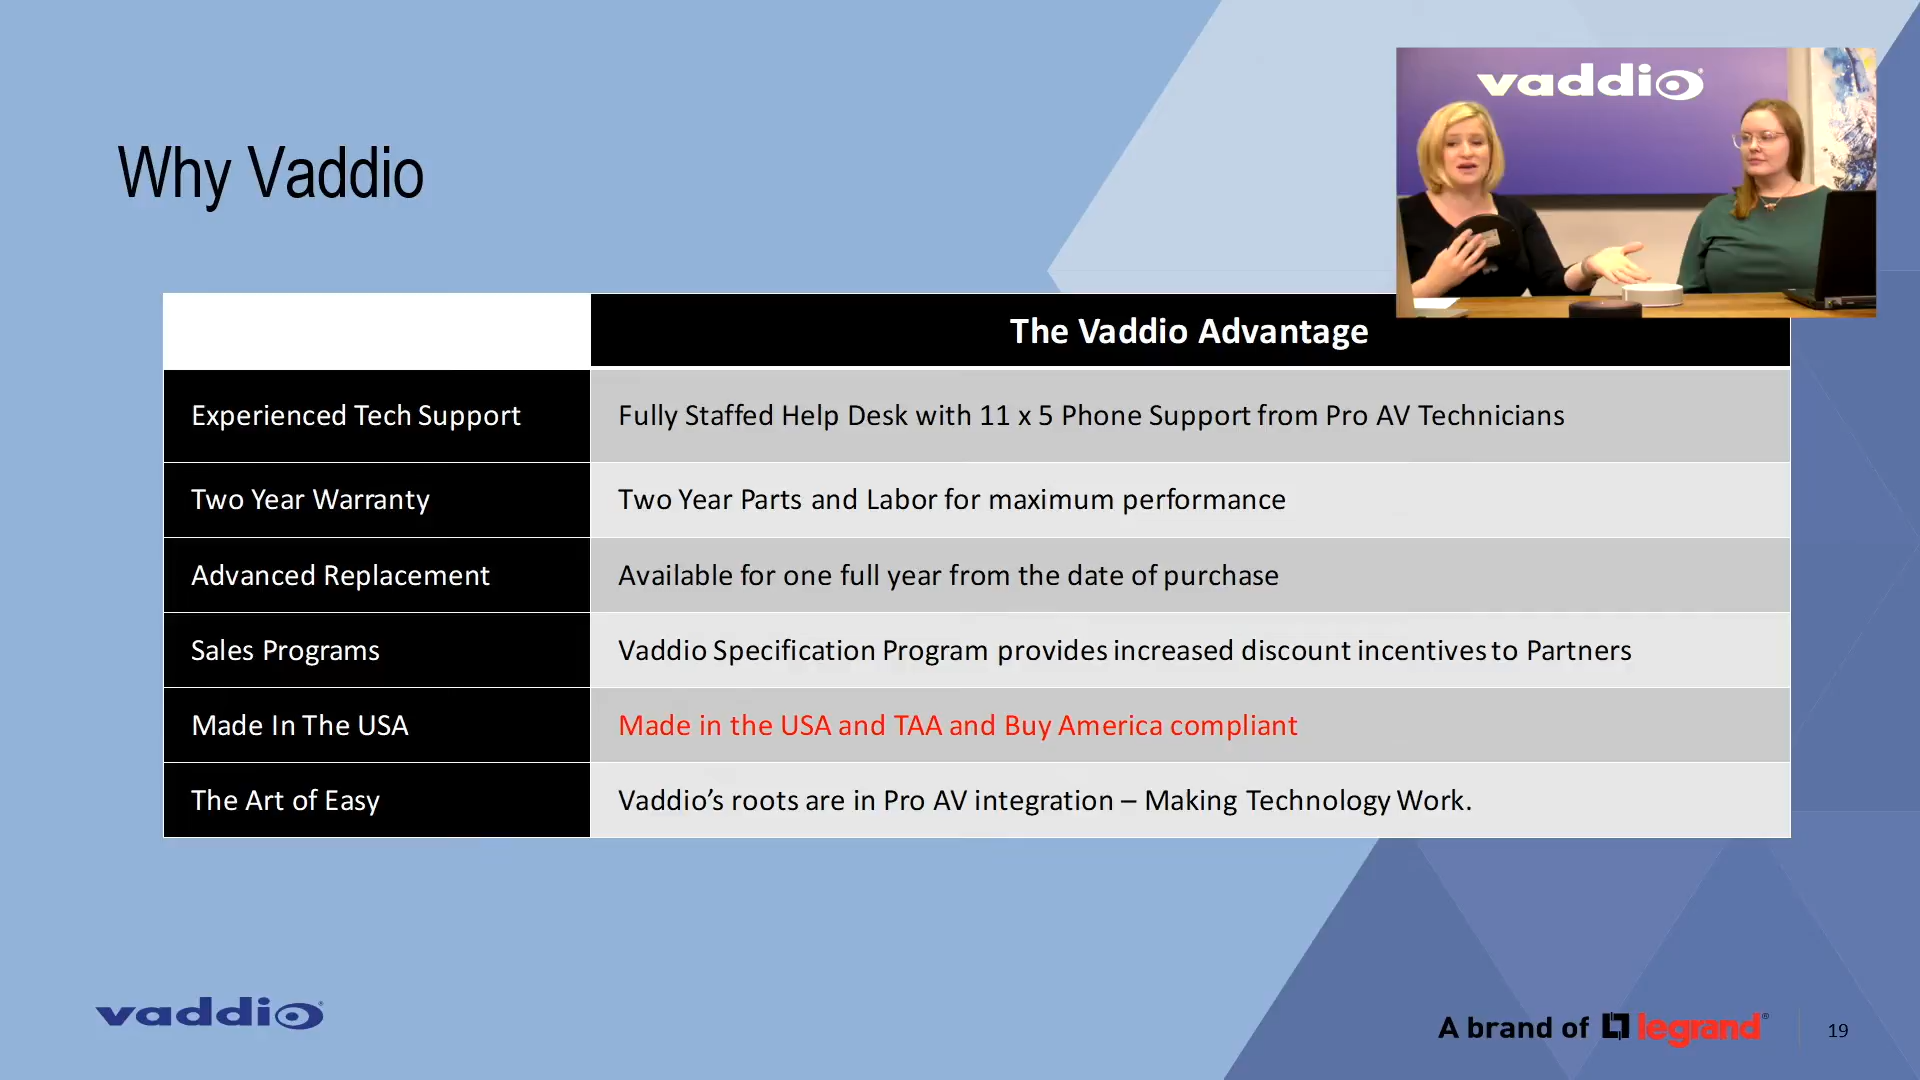 vaddio
Why Vaddio
The Vaddio Advantage
Experienced Tech Support
Fully Staffed Help Desk with 11 x 5 Phone Support from Pro AV Technicians
Two Year Warranty
Two Year Parts and Labor for maximum performance
Advanced Replacement
Available for one full year from the date of purchase
Sales Programs
Vaddio Specification Program provides increased discount incentives to Partners
Made In The USA
Made in the USA and TAA and Buy America compliant
The Art of Easy
Vaddio’s roots are in Pro AV integration – Making Technology Work.
vaddio®
A brand of legrand®
19